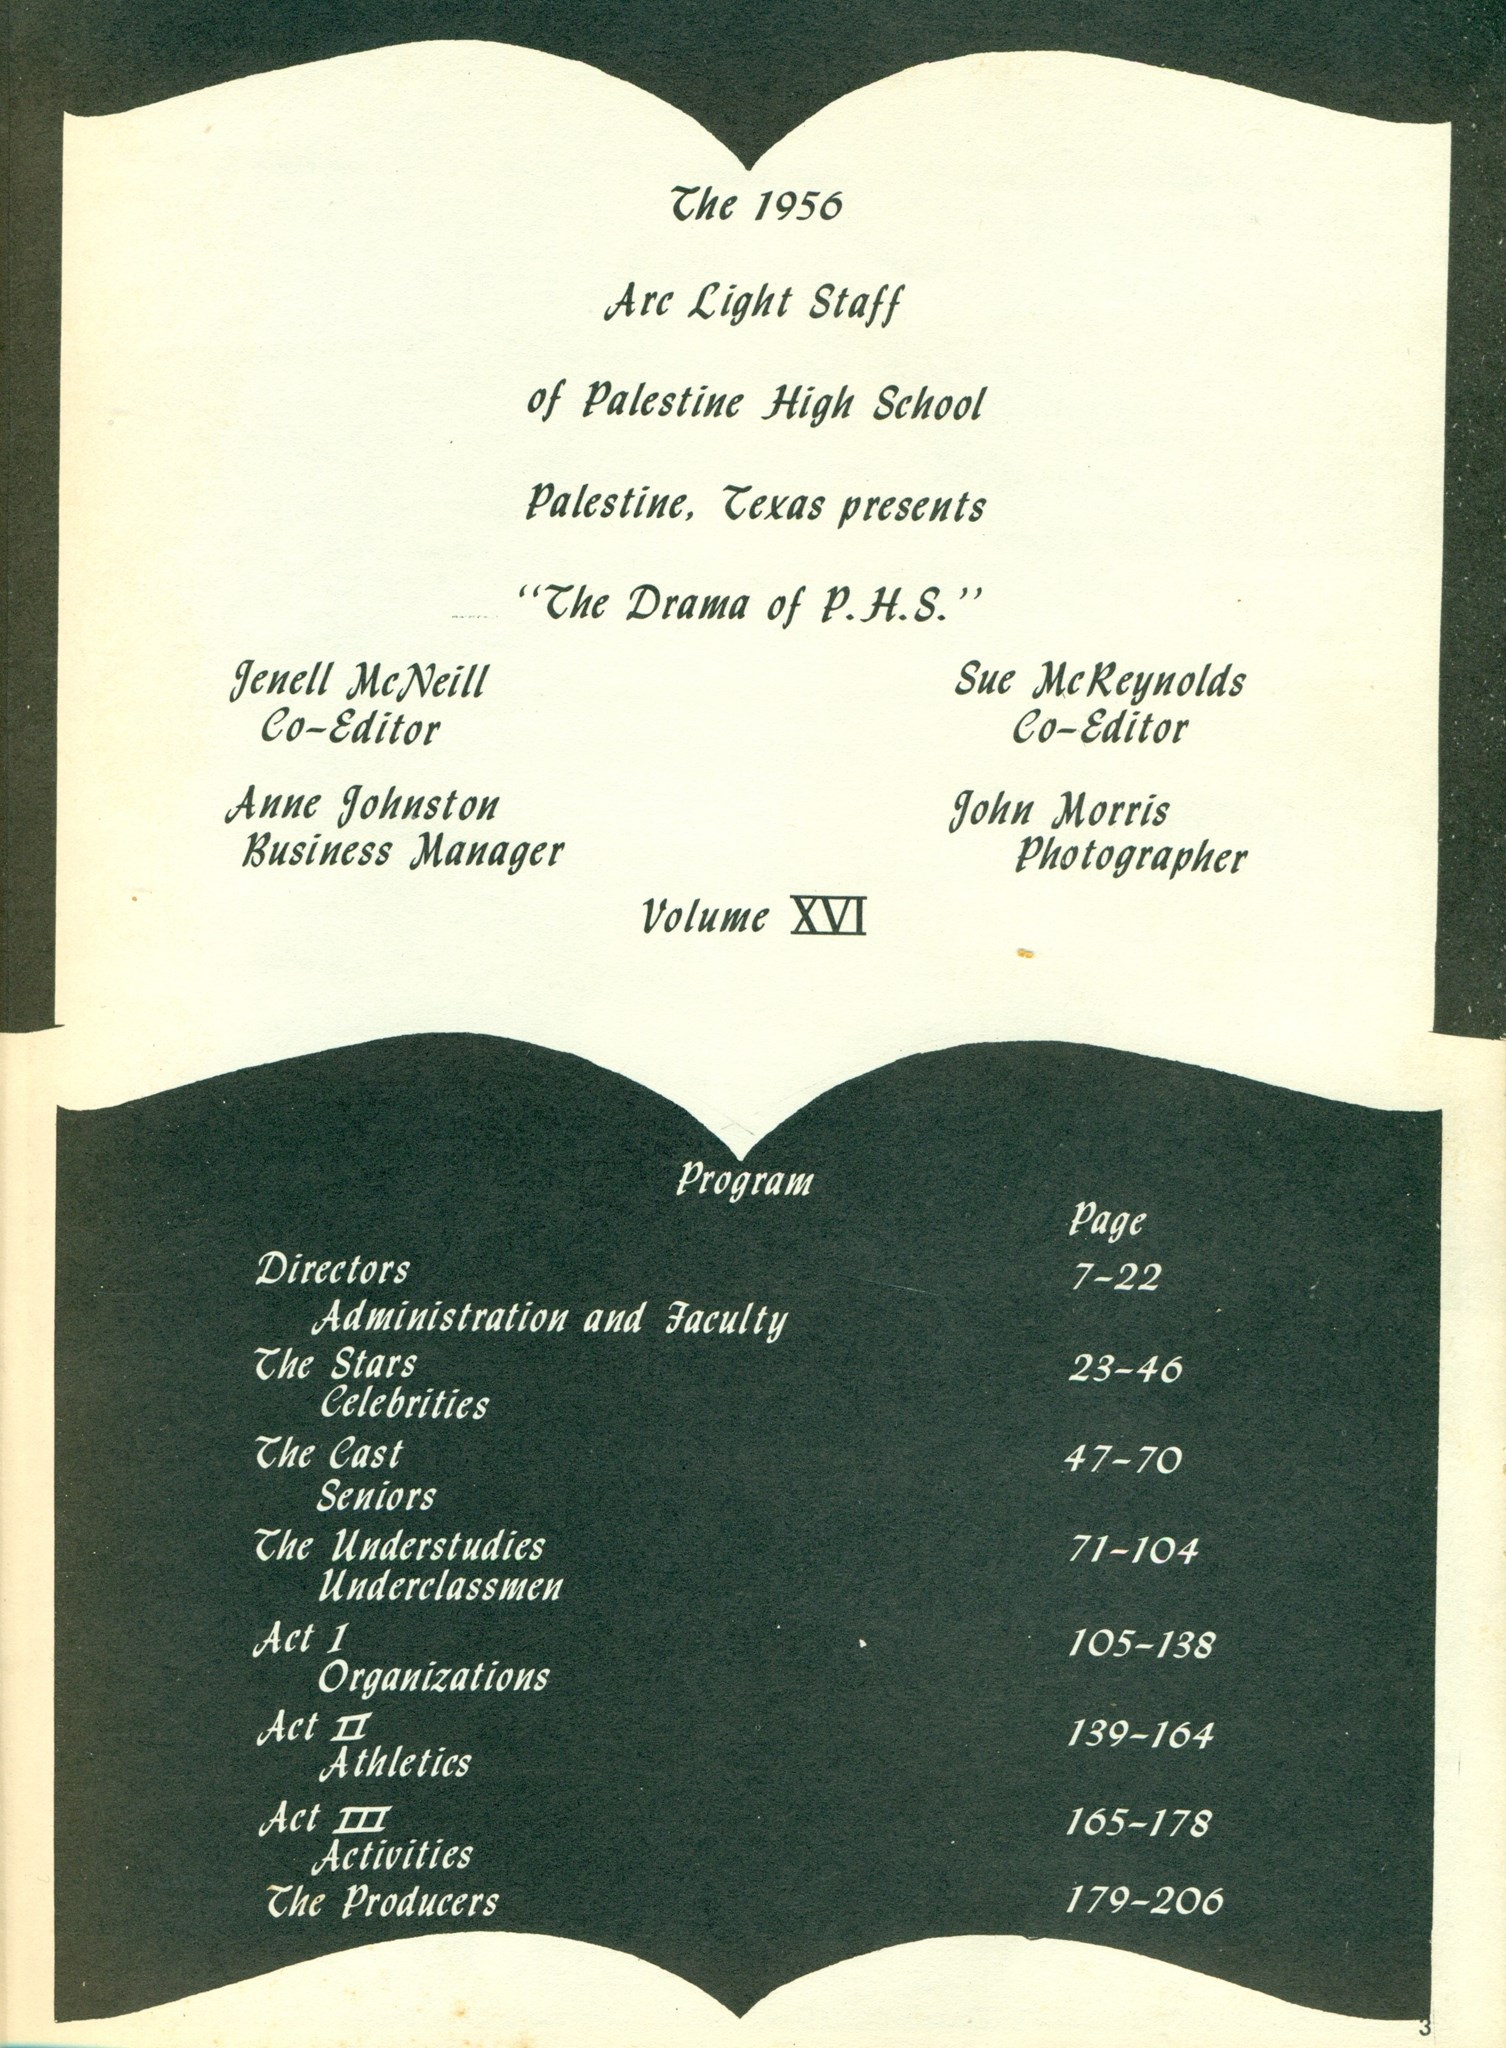 The 1956
Arc Light Staff
of Palestine High School
Palestine, Texas presents
"The Drama of P.H.S."
Jenell McNeill
Co-Editor
Sue McReynolds
Co-Editor
Anne Johnston
Business Manager
John Morris
Photographer
Volume XVI
Program
Page
Directors 7-22
Administration and Faculty
The Stars 23-46
Celebrities
The Cast 47-70
Seniors
The Understudies 71-104
Underclassmen
Act I 105-138
Organizations
Act II 139-164
Athletics
Act III 165-178
Activities
The Producers 179-206
3